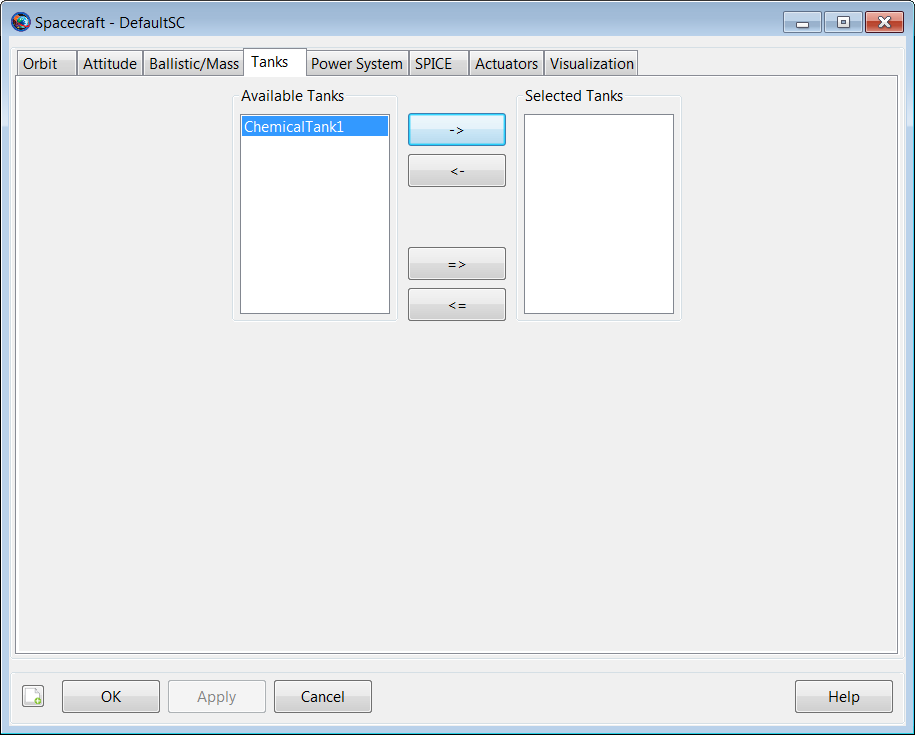 Spacecraft - DefaultSC
Orbit Attitude Ballistic/Mass Tanks Power System SPICE Actuators Visualization
Available Tanks Selected Tanks
ChemicalTank1
->
<-
=>
<=
OK Apply Cancel Help